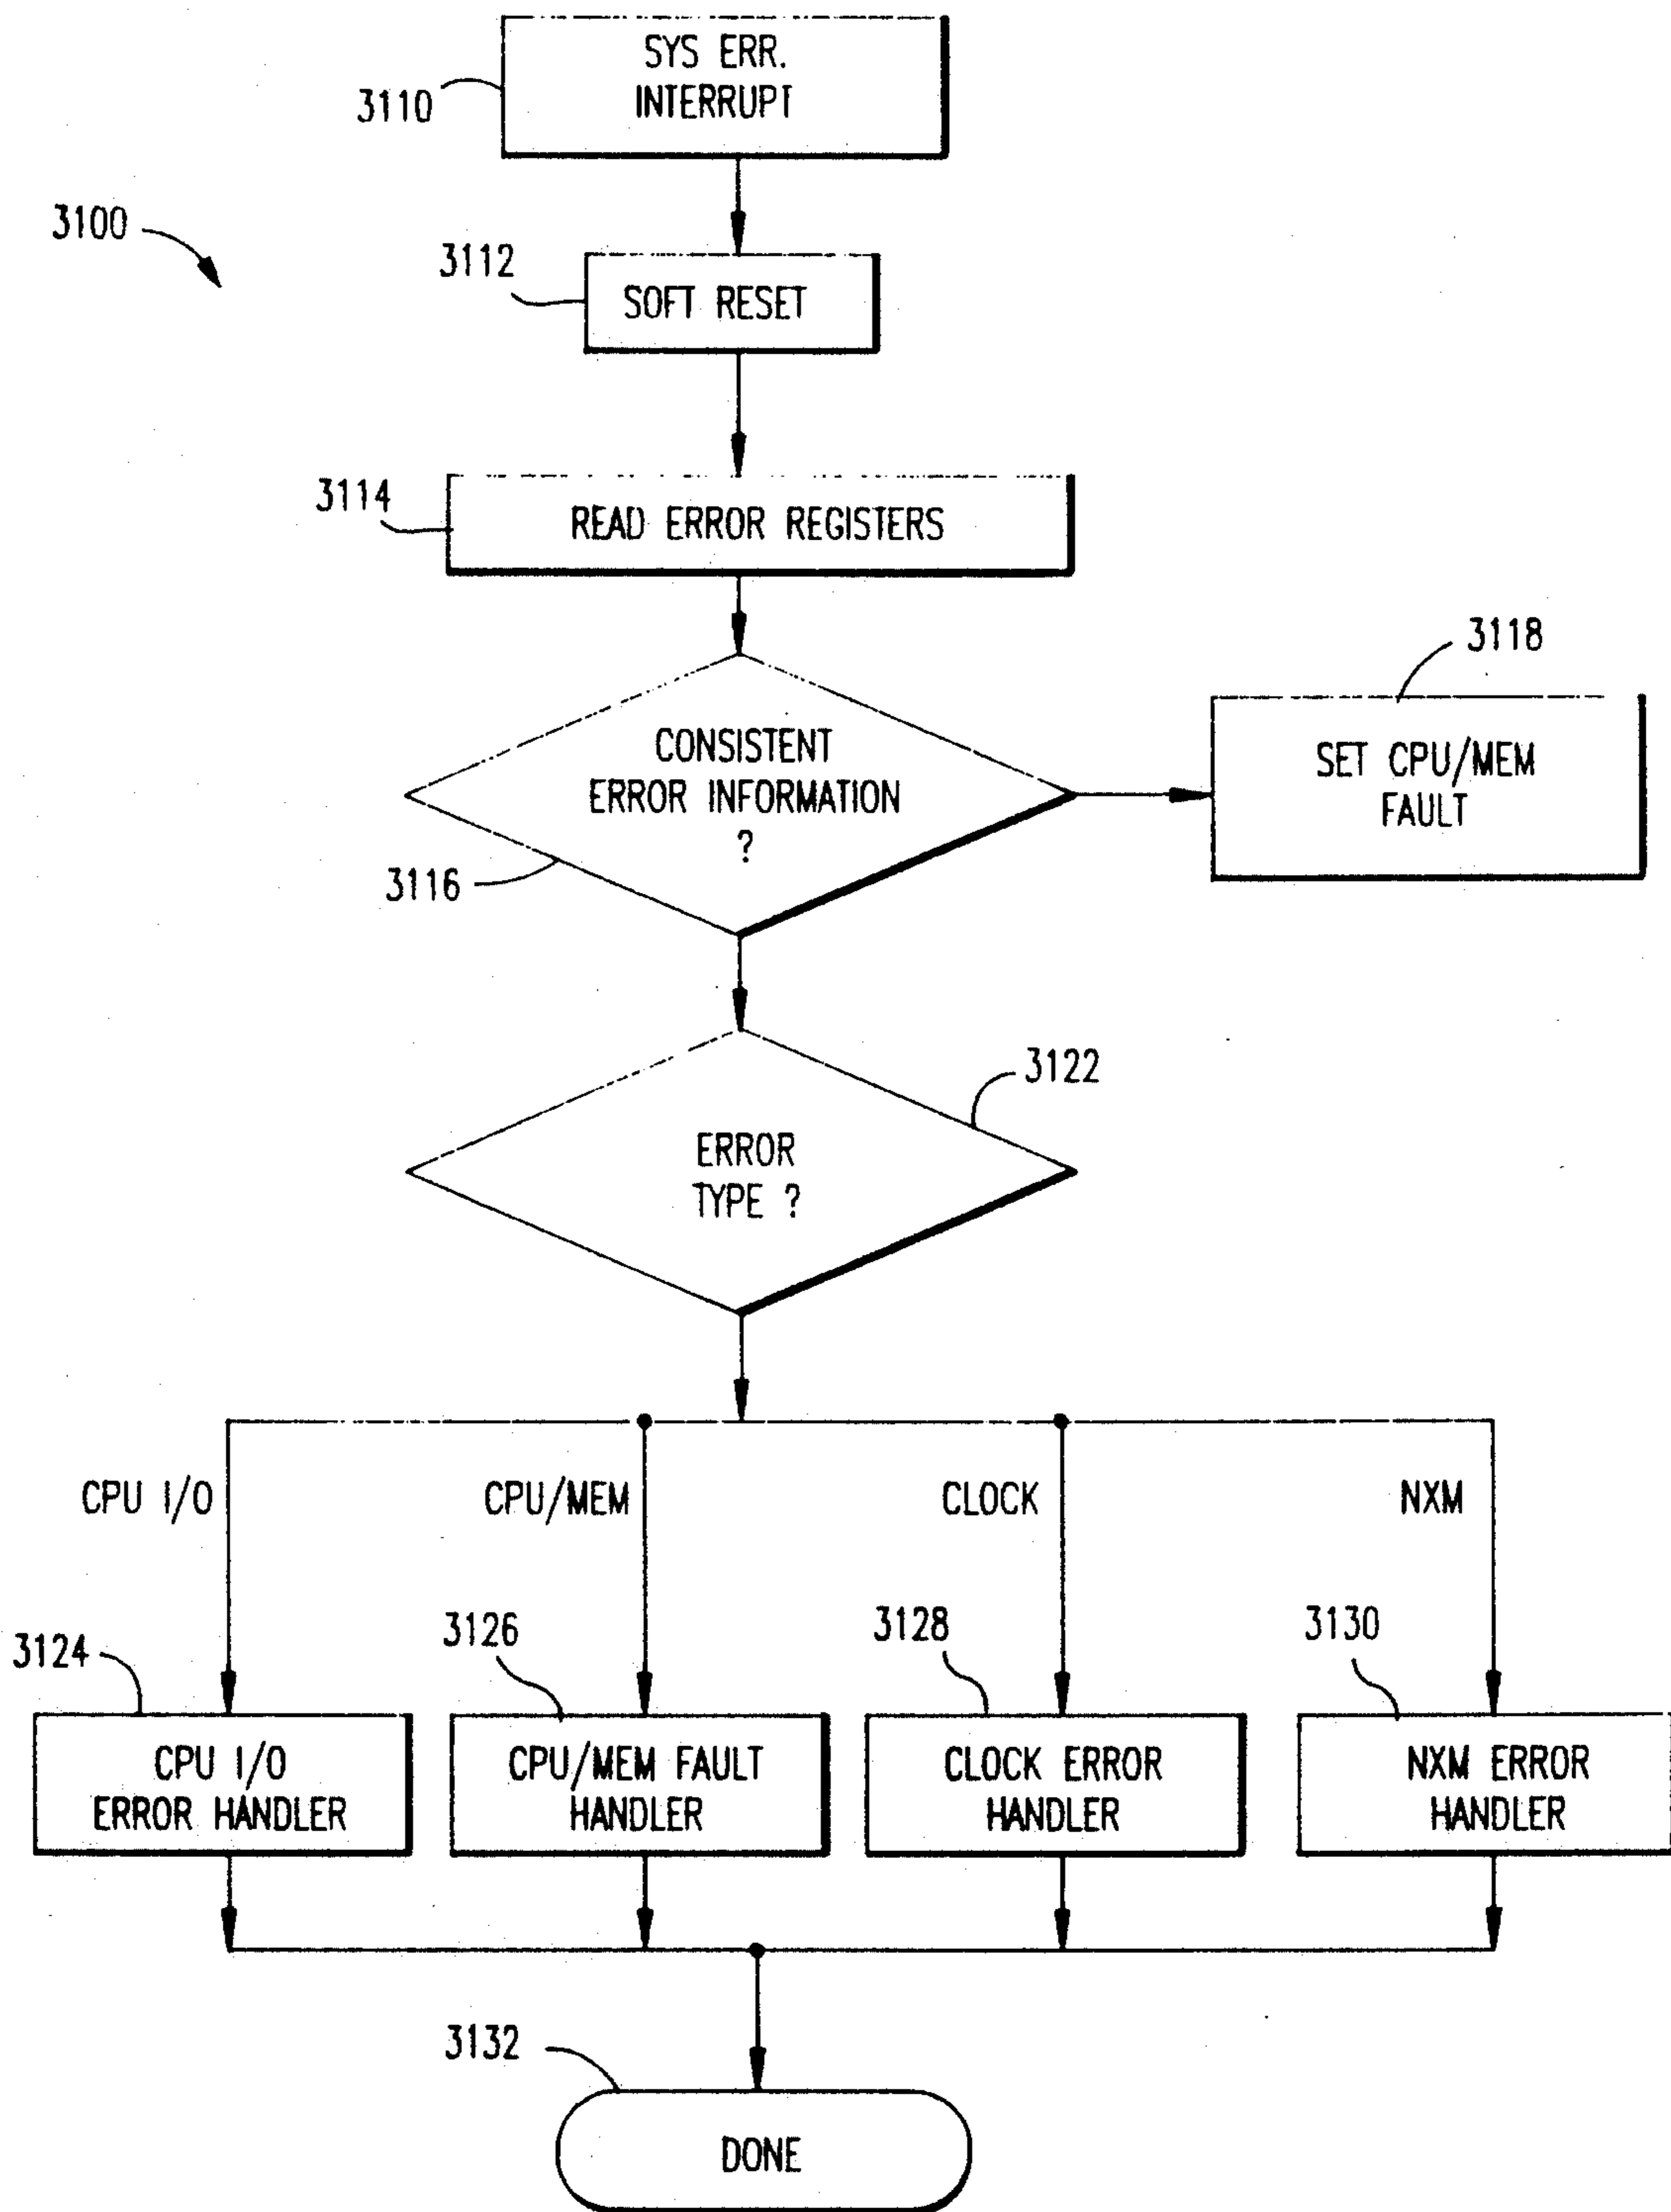 SYS ERR.
INTERRUPT
3110
3100
3112
SOFT RESET
3114
READ ERROR REGISTERS
3118
CONSISTENT
ERROR INFORMATION
?
SET CPU/MEM
FAULT
3116
3122
ERROR
TYPE ?
CPU I/O
CPU/MEM
CLOCK
NXM
3124
3126
3128
3130
CPU I/O
ERROR HANDLER
CPU/MEM FAULT
HANDLER
CLOCK ERROR
HANDLER
NXM ERROR
HANDLER
3132
DONE